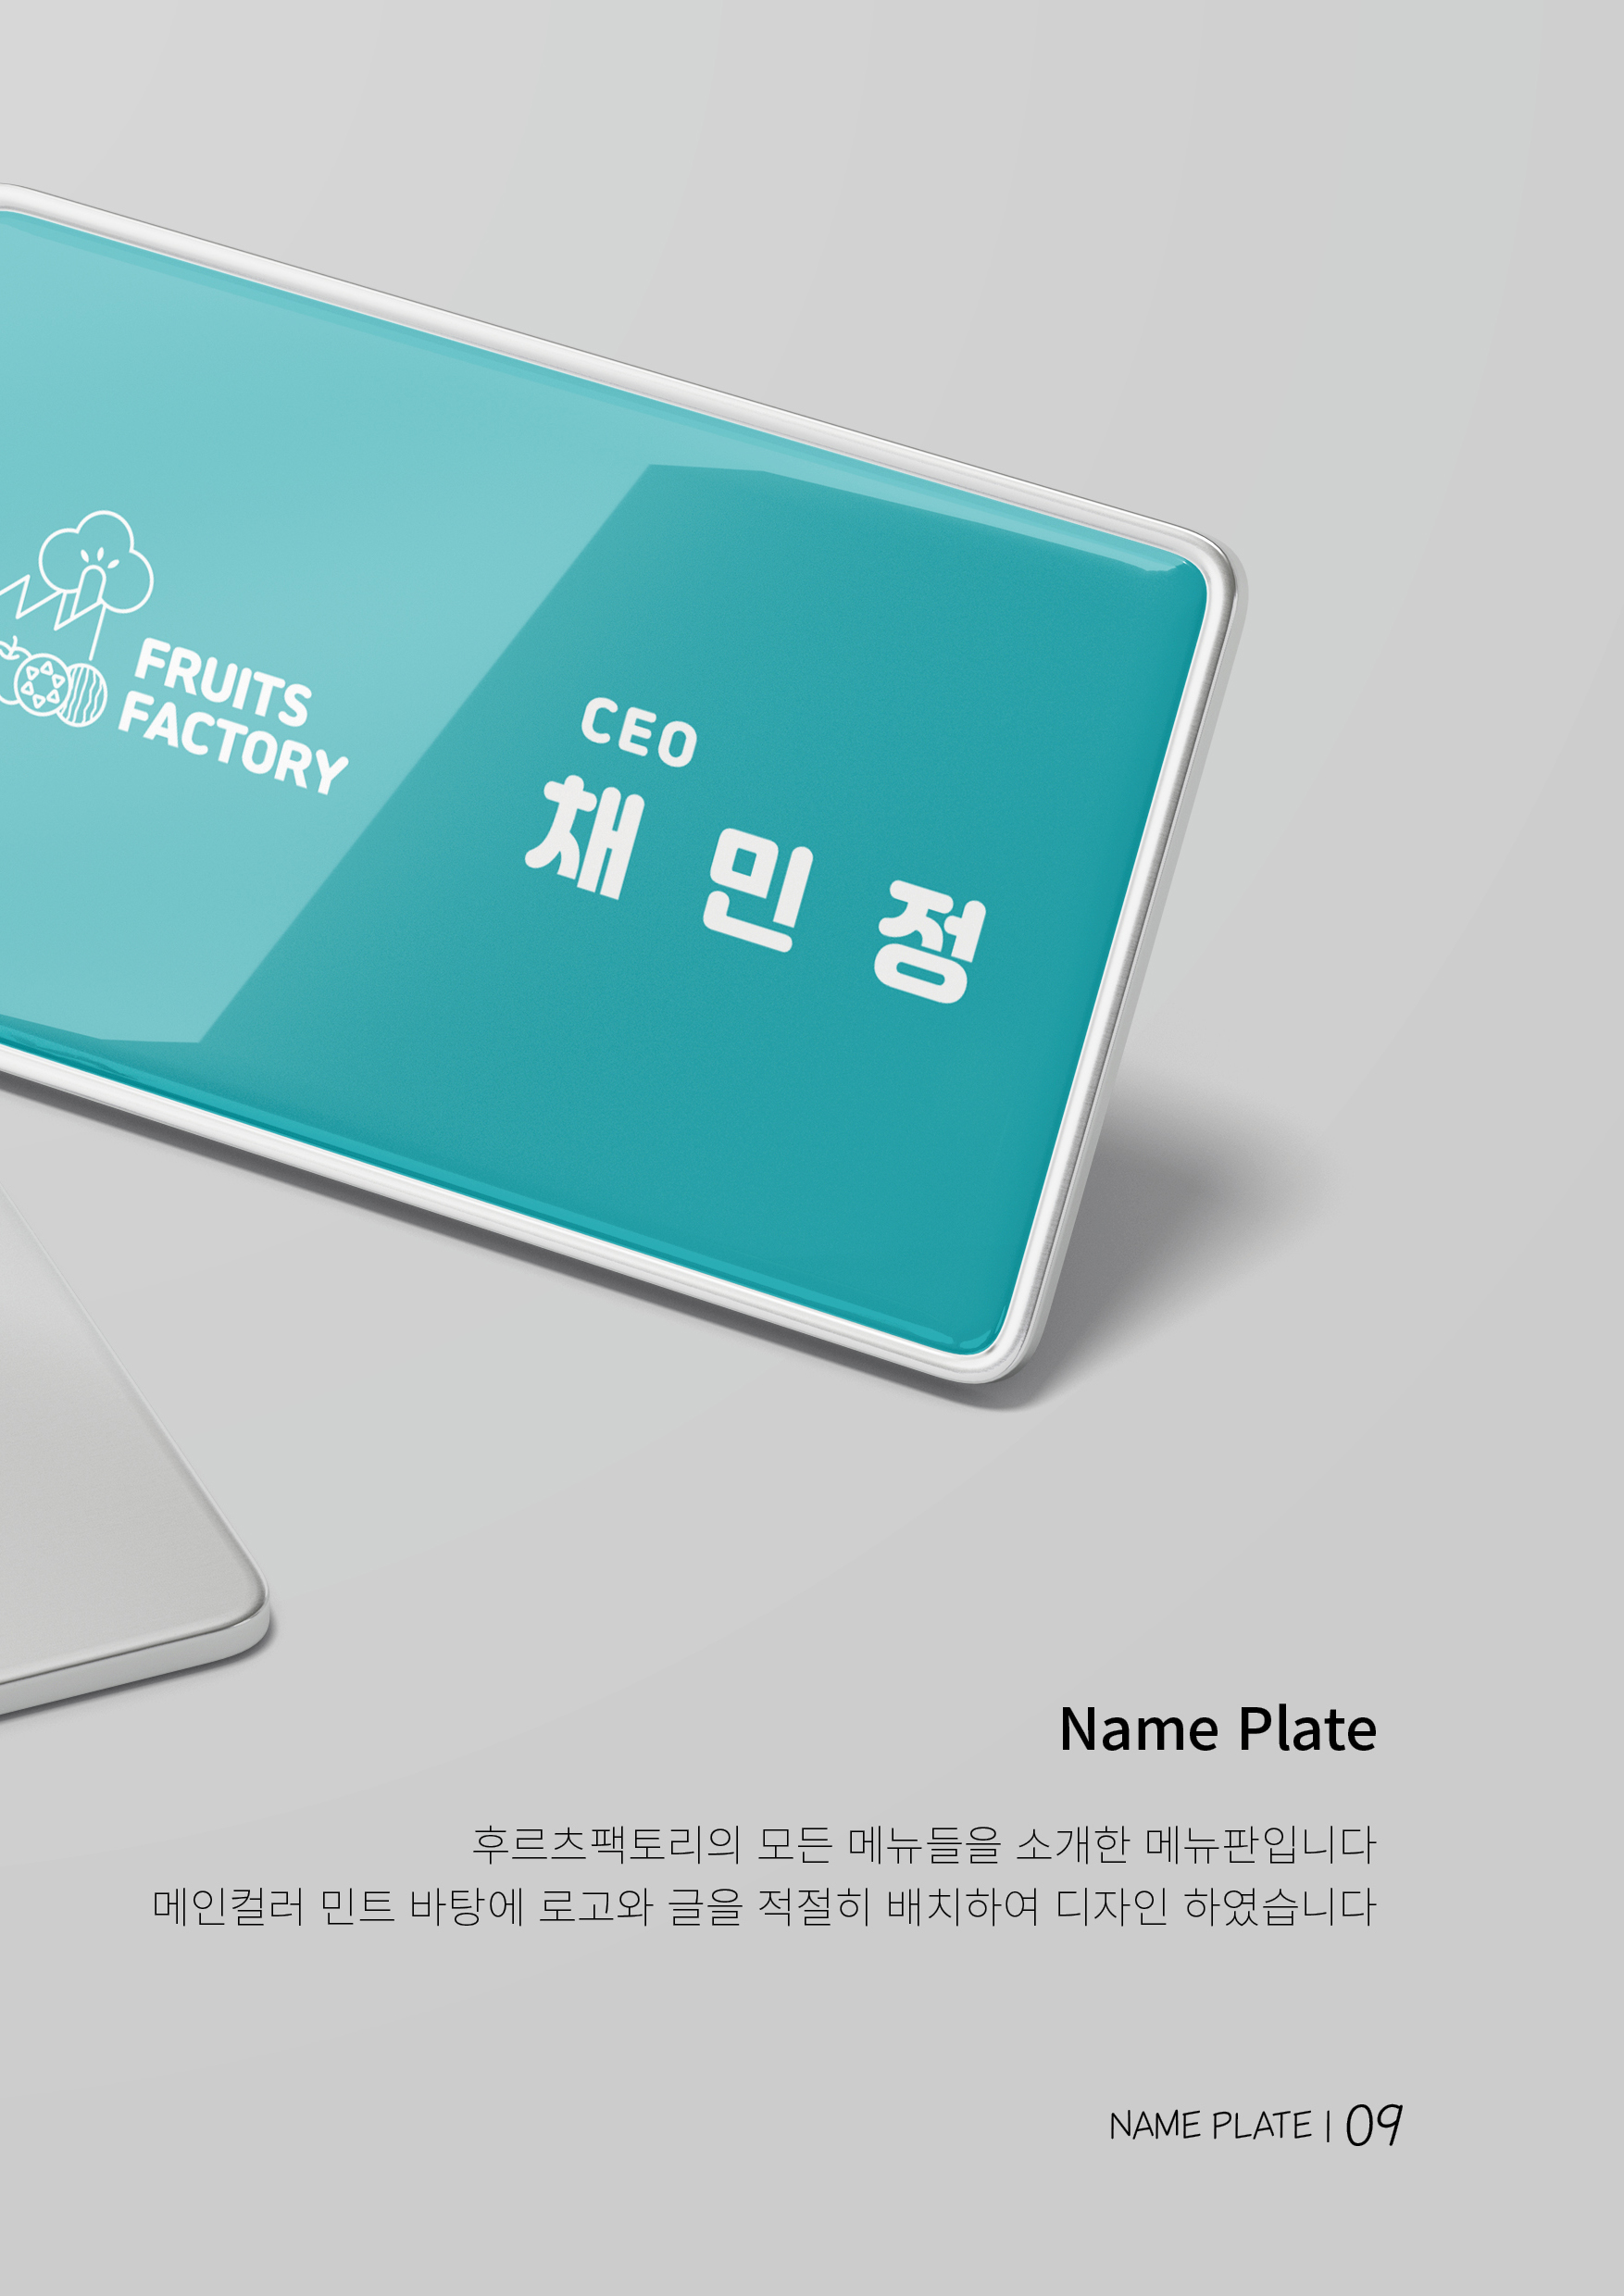 FRUITS
FACTORY
CEO
채 민 정
Name Plate
후르츠팩토리의 모든 메뉴들을 소개한 메뉴판입니다
메인컬러 민트 바탕에 로고와 글을 적절히 배치하여 디자인 하였습니다
NAME PLATE | 09